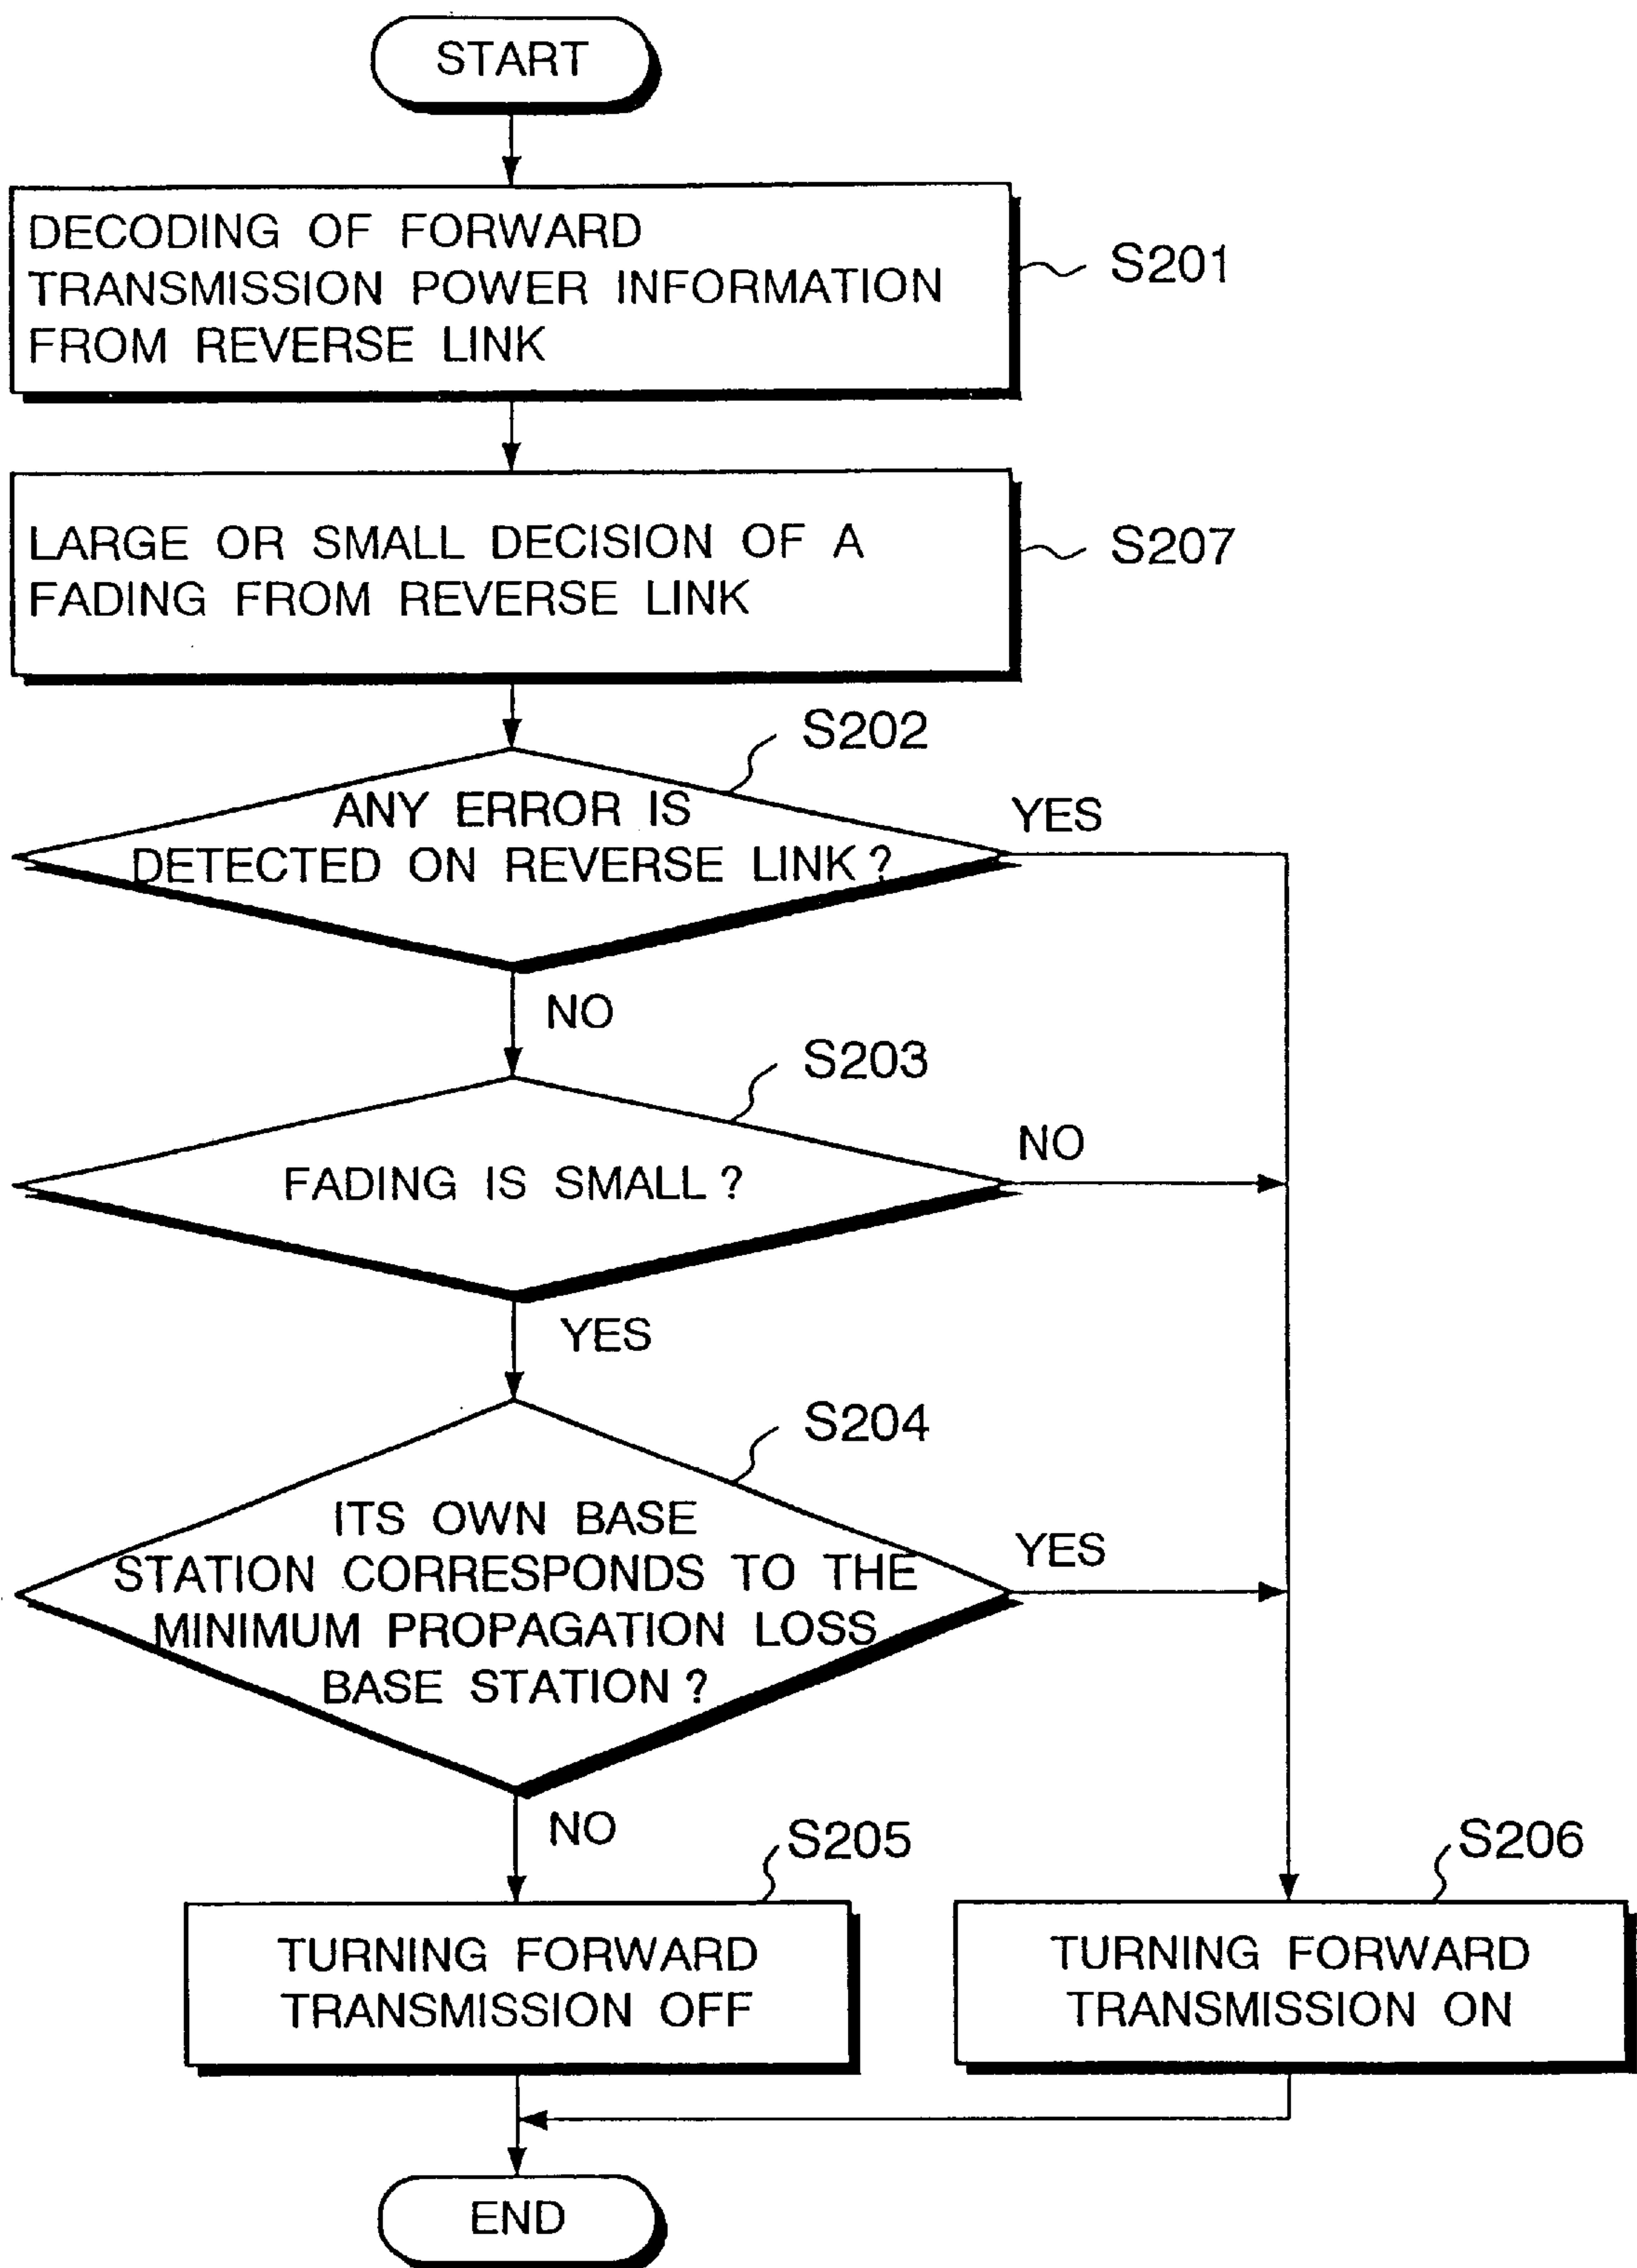 START
DECODING OF FORWARD
TRANSMISSION POWER INFORMATION
FROM REVERSE LINK
S201
LARGE OR SMALL DECISION OF A
FADING FROM REVERSE LINK
S207
S202
ANY ERROR IS
DETECTED ON REVERSE LINK ?
YES
NO
S203
FADING IS SMALL ?
NO
YES
S204
ITS OWN BASE
STATION CORRESPONDS TO THE
MINIMUM PROPAGATION LOSS
BASE STATION ?
YES
NO
S205
TURNING FORWARD
TRANSMISSION OFF
S206
TURNING FORWARD
TRANSMISSION ON
END